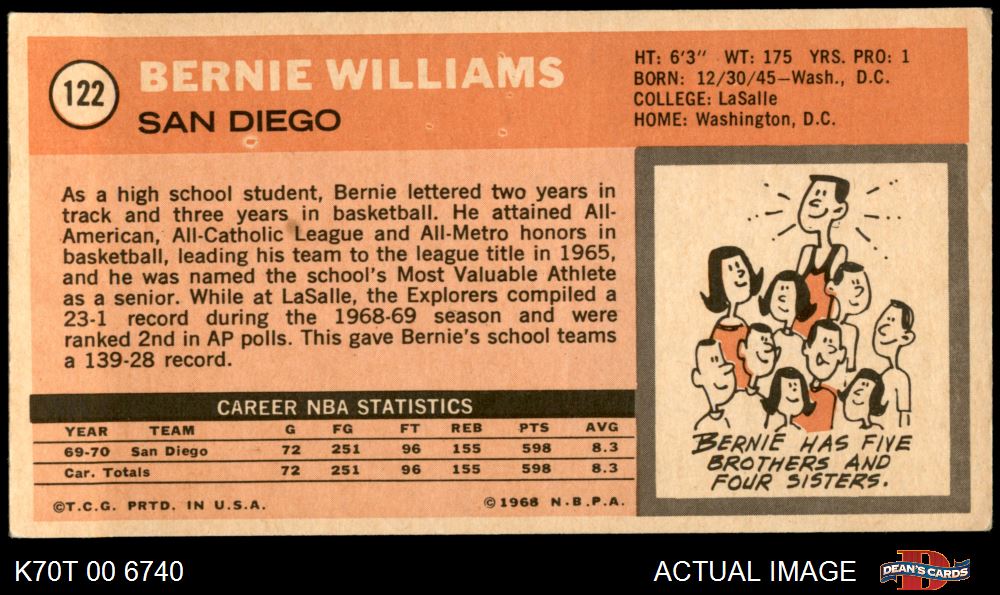 122
BERNIE WILLIAMS
SAN DIEGO
HT: 6'3" WT: 175 YRS. PRO: 1
BORN: 12/30/45—Wash., D.C.
COLLEGE: LaSalle
HOME: Washington, D.C.
As a high school student, Bernie lettered two years in
track and three years in basketball. He attained All-
American, All-Catholic League and All-Metro honors in
basketball, leading his team to the league title in 1965,
and he was named the school's Most Valuable Athlete
as a senior. While at LaSalle, the Explorers compiled a
23-1 record during the 1968-69 season and were
ranked 2nd in AP polls. This gave Bernie's school teams
a 139-28 record.
CAREER NBA STATISTICS
YEAR TEAM G FG FT REB PTS AVG
69-70 San Diego 72 251 96 155 598 8.3
Car. Totals 72 251 96 155 598 8.3
©T.C.G. PRTD. IN U.S.A. ©1968 N.B.P.A.
BERNIE HAS FIVE
BROTHERS AND
FOUR SISTERS.
K70T 00 6740
ACTUAL IMAGE
D
DEAN'S CARDS